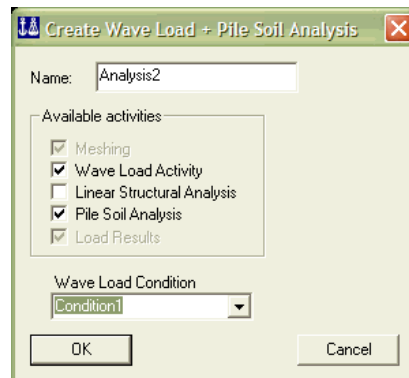 Create Wave Load + Pile Soil Analysis
Name: Analysis2
Available activities
Meshing
Wave Load Activity
Linear Structural Analysis
Pile Soil Analysis
Load Results
Wave Load Condition
Condition1
OK Cancel